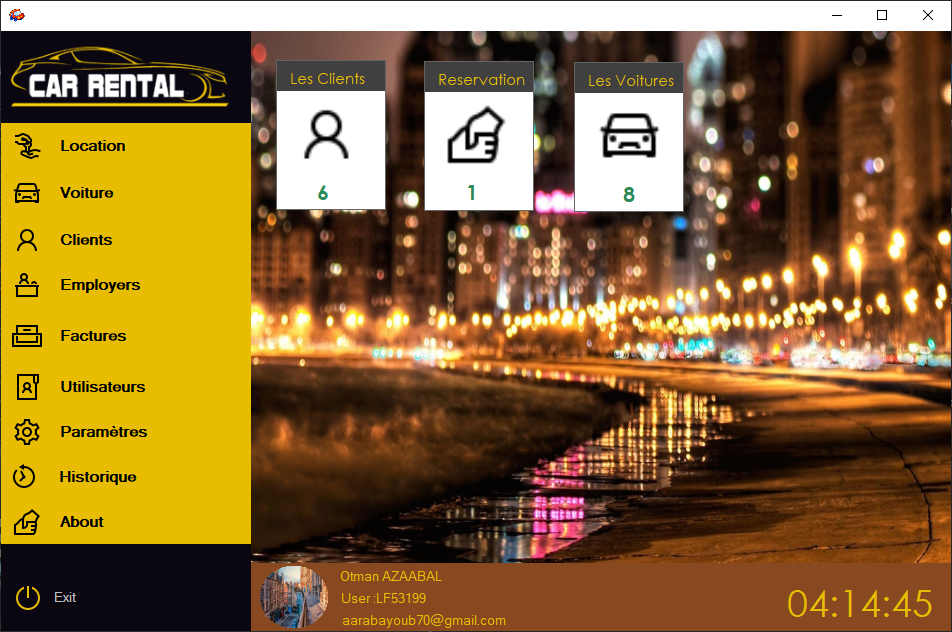 CAR RENTAL
Location
Voiture
Clients
Employers
Factures
Utilisateurs
Paramètres
Historique
About
Exit
Les Clients
6
Reservation
1
Les Voitures
8
Otman AZAABAL
User :LF53199
aarabayoub70@gmail.com
04:14:45